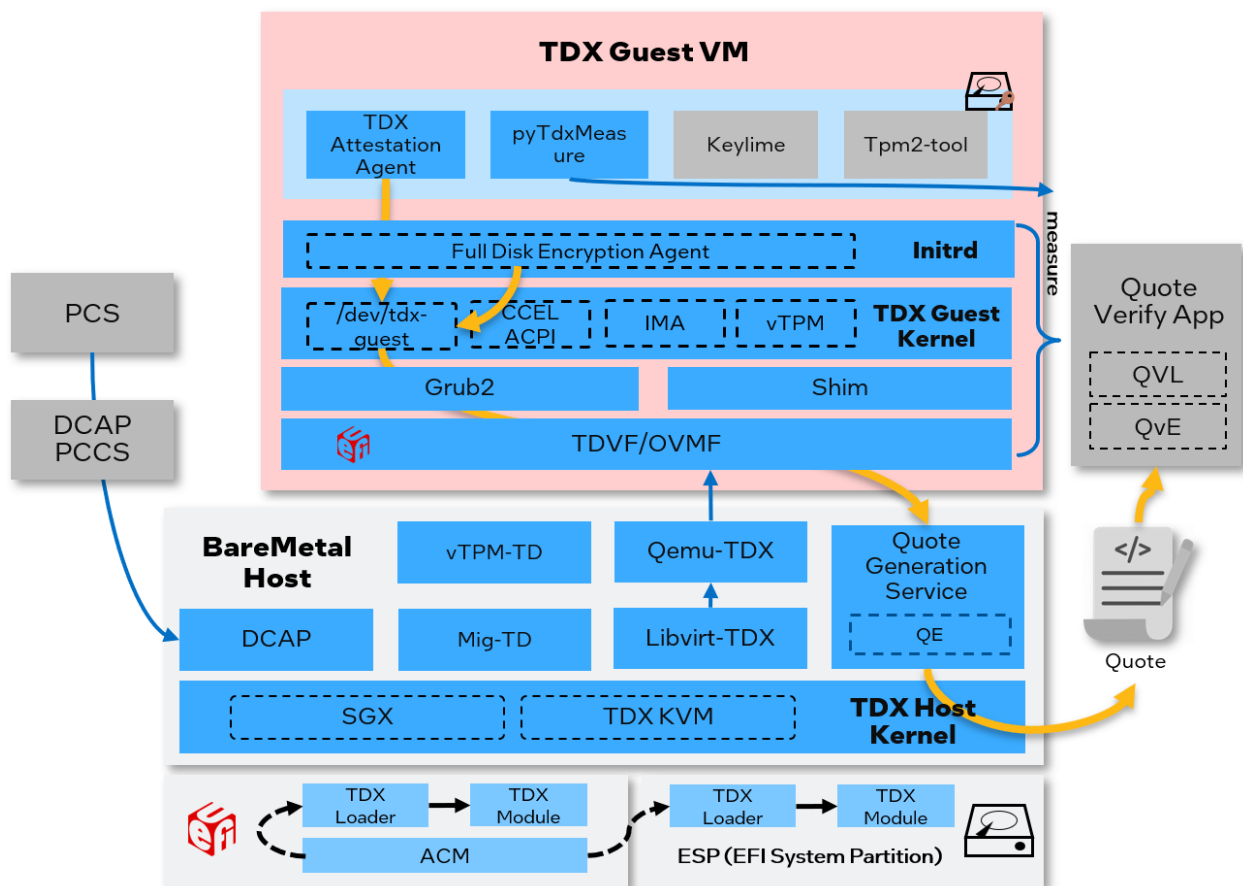 TDX Guest VM
TDX
Attestation
Agent
pyTdxMeas
ure
Keylime
Tpm2-tool
measure
Full Disk Encryption Agent
Initrd
/dev/tdx-
guest
CCEL
ACPI
IMA
vTPM
TDX Guest
Kernel
Grub2
Shim
UEFI
TDVF/OVMF
PCS
DCAP
PCCS
Quote
Verify App
QVL
QvE
</>
Quote
BareMetal
Host
vTPM-TD
Qemu-TDX
Quote
Generation
Service
QE
DCAP
Mig-TD
Libvirt-TDX
SGX
TDX KVM
TDX Host
Kernel
UEFI
TDX
Loader
TDX
Module
ACM
TDX
Loader
TDX
Module
ESP (EFI System Partition)